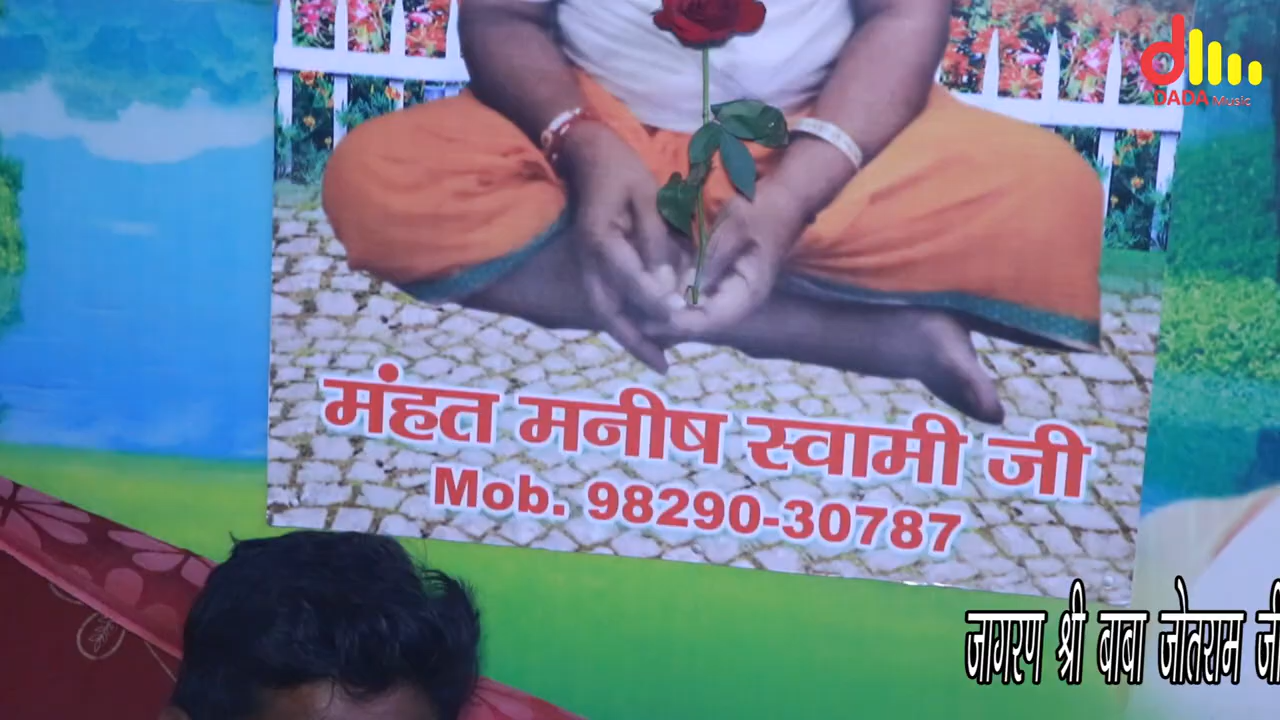 DADA Music
मंहत मनीष स्वामी जी
Mob. 98290-30787
जागरण श्री बाबा जोतराम जी